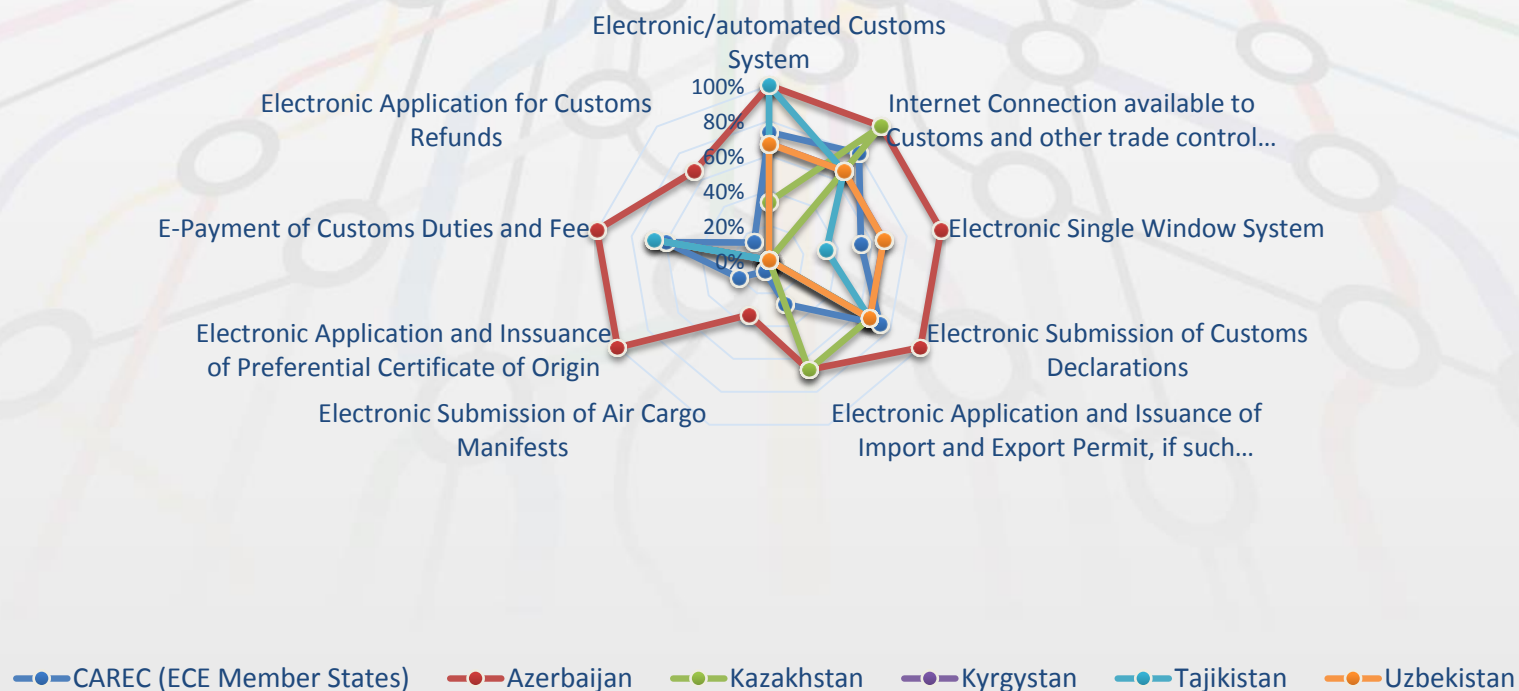 Electronic/automated Customs
System
100%
80%
60%
40%
20%
0%
Internet Connection available to
Customs and other trade control...
Electronic Single Window System
Electronic Submission of Customs
Declarations
Electronic Application and Issuance of
Import and Export Permit, if such...
Electronic Submission of Air Cargo
Manifests
Electronic Application and Inssuance
of Preferential Certificate of Origin
E-Payment of Customs Duties and Fee
Electronic Application for Customs
Refunds
CAREC (ECE Member States) Azerbaijan Kazakhstan Kyrgystan Tajikistan Uzbekistan